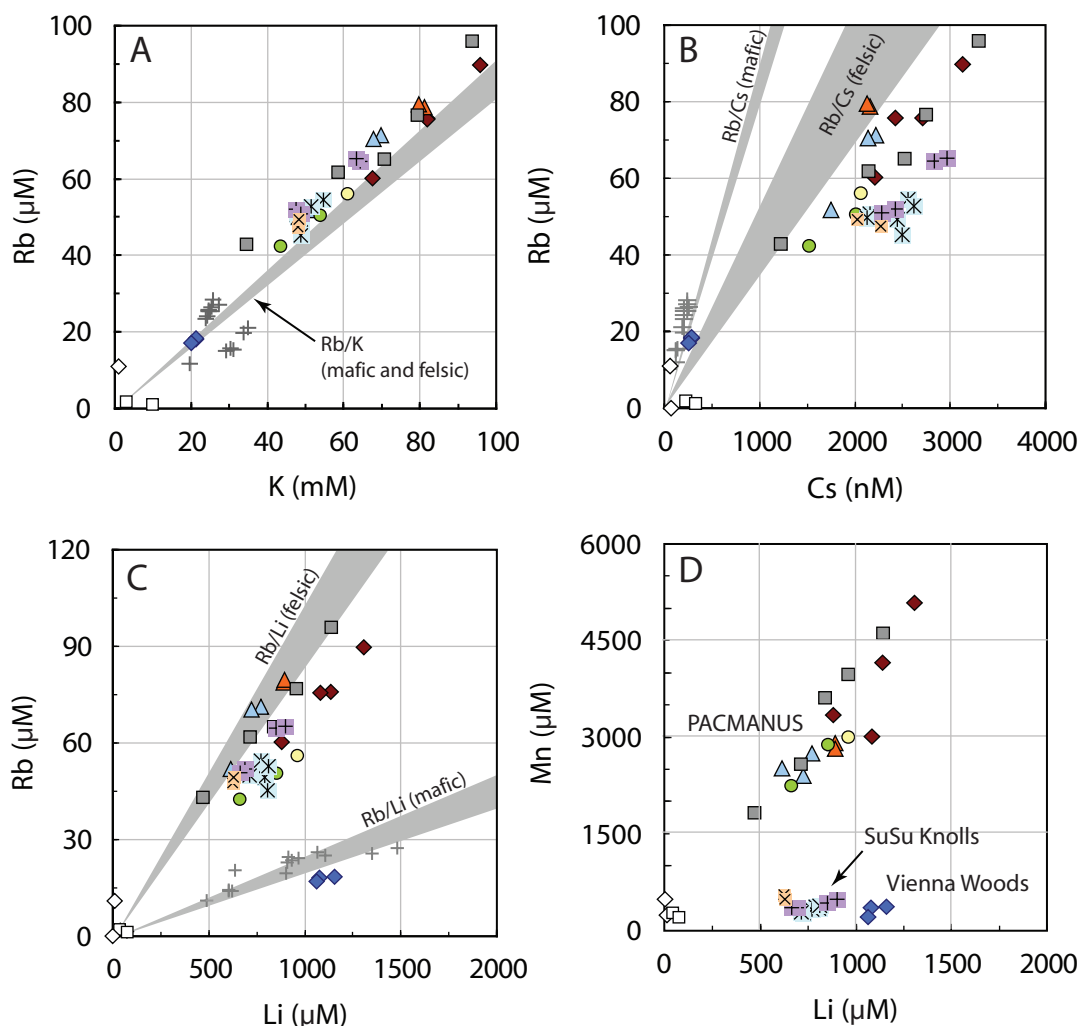 A
100
80
60
40
20
0
Rb (µM)
Rb/K
(mafic and felsic)
0 20 40 60 80 100
K (mM)
B
Rb/Cs (mafic)
Rb/Cs (felsic)
100
80
60
40
20
0
Rb (µM)
0 1000 2000 3000 4000
Cs (nM)
C
Rb/Li (felsic)
Rb/Li (mafic)
120
90
60
30
0
Rb (µM)
0 500 1000 1500 2000
Li (µM)
D
6000
4500
3000
1500
0
Mn (µM)
PACMANUS
SuSu Knolls
Vienna Woods
0 500 1000 1500 2000
Li (µM)